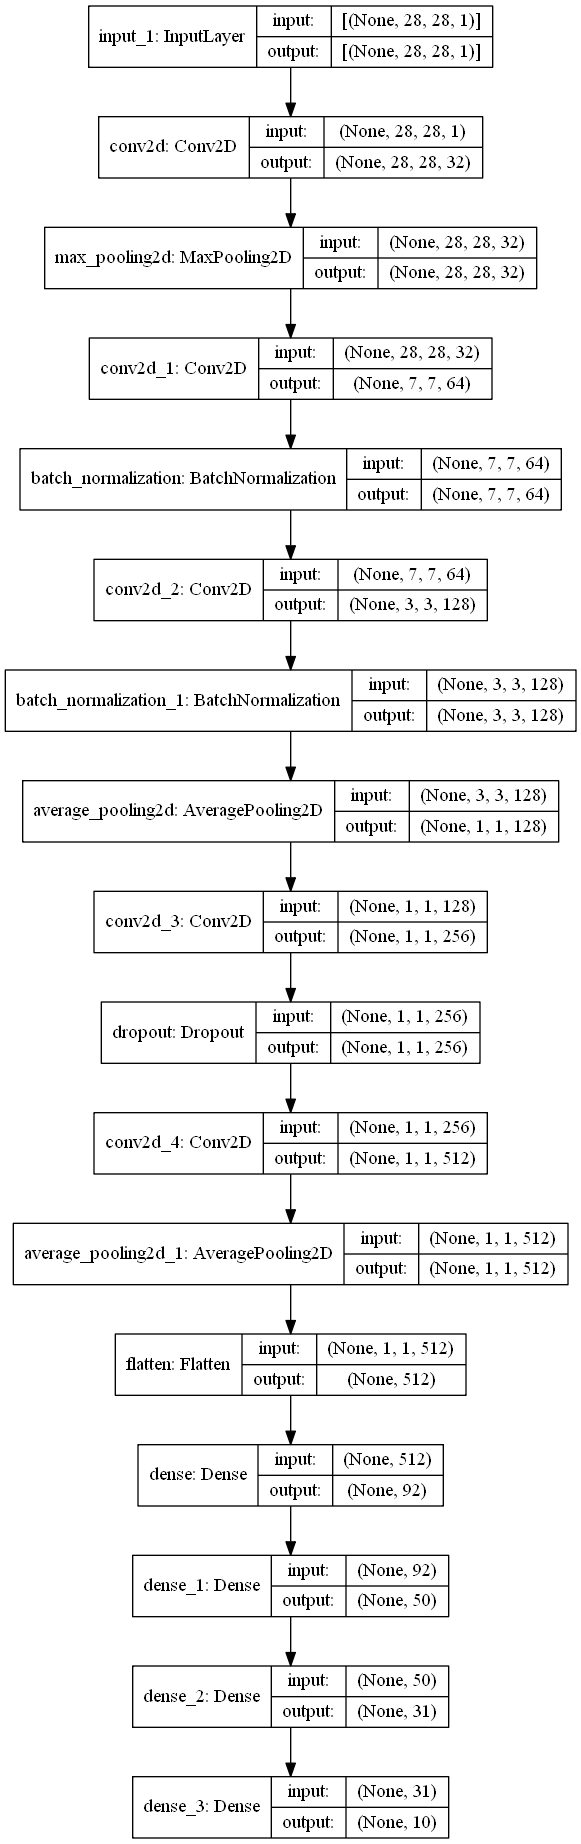 input_1: InputLayer
input: [(None, 28, 28, 1)]
output: [(None, 28, 28, 1)]
conv2d: Conv2D
input: (None, 28, 28, 1)
output: (None, 28, 28, 32)
max_pooling2d: MaxPooling2D
input: (None, 28, 28, 32)
output: (None, 28, 28, 32)
conv2d_1: Conv2D
input: (None, 28, 28, 32)
output: (None, 7, 7, 64)
batch_normalization: BatchNormalization
input: (None, 7, 7, 64)
output: (None, 7, 7, 64)
conv2d_2: Conv2D
input: (None, 7, 7, 64)
output: (None, 3, 3, 128)
batch_normalization_1: BatchNormalization
input: (None, 3, 3, 128)
output: (None, 3, 3, 128)
average_pooling2d: AveragePooling2D
input: (None, 3, 3, 128)
output: (None, 1, 1, 128)
conv2d_3: Conv2D
input: (None, 1, 1, 128)
output: (None, 1, 1, 256)
dropout: Dropout
input: (None, 1, 1, 256)
output: (None, 1, 1, 256)
conv2d_4: Conv2D
input: (None, 1, 1, 256)
output: (None, 1, 1, 512)
average_pooling2d_1: AveragePooling2D
input: (None, 1, 1, 512)
output: (None, 1, 1, 512)
flatten: Flatten
input: (None, 1, 1, 512)
output: (None, 512)
dense: Dense
input: (None, 512)
output: (None, 92)
dense_1: Dense
input: (None, 92)
output: (None, 50)
dense_2: Dense
input: (None, 50)
output: (None, 31)
dense_3: Dense
input: (None, 31)
output: (None, 10)